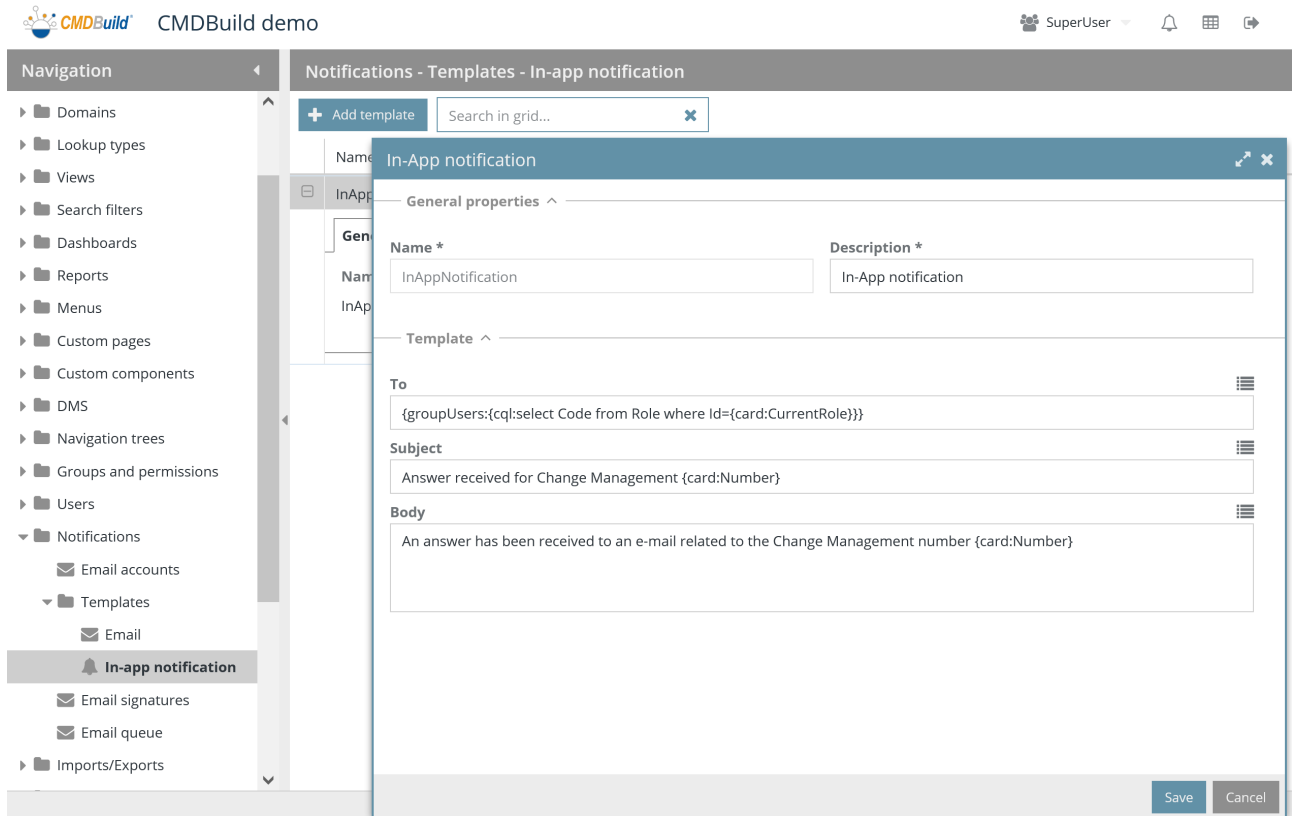 CMDBuild CMDBuild demo SuperUser
Navigation
Domains
Lookup types
Views
Search filters
Dashboards
Reports
Menus
Custom pages
Custom components
DMS
Navigation trees
Groups and permissions
Users
Notifications
Email accounts
Templates
Email
In-app notification
Email signatures
Email queue
Imports/Exports
Notifications - Templates - In-app notification
Add template Search in grid...
Name
InApp
Gen
Nam
InAp
In-App notification
General properties
Name * Description *
InAppNotification In-App notification
Template
To
{groupUsers:{cql:select Code from Role where Id={card:CurrentRole}}}
Subject
Answer received for Change Management {card:Number}
Body
An answer has been received to an e-mail related to the Change Management number {card:Number}
Save Cancel